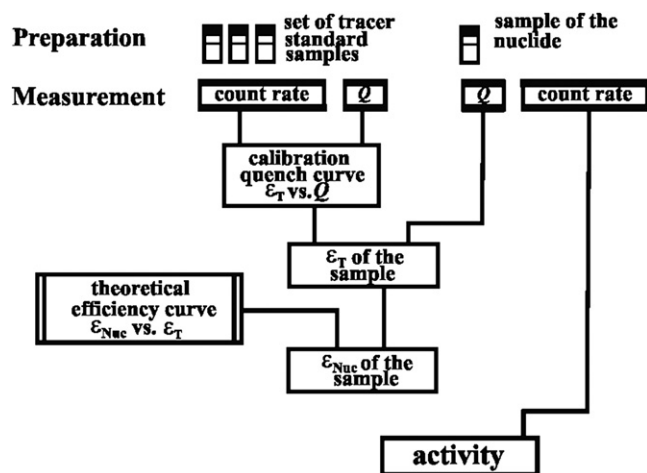 Preparation
set of tracer
standard
samples
sample of the
nuclide
Measurement
count rate
Q
Q
count rate
calibration
quench curve
εT vs. Q
εT of the
sample
theoretical
efficiency curve
εNuc vs. εT
εNuc of the
sample
activity